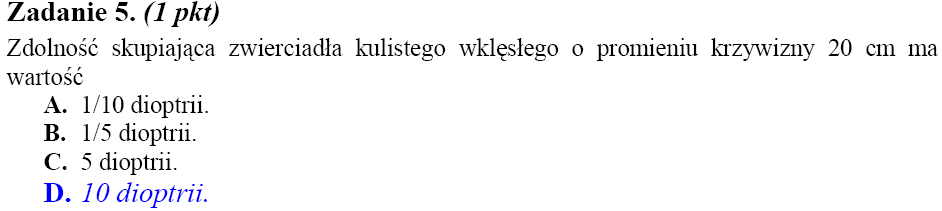 Zadanie 5. (1 pkt)
Zdolność skupiająca zwierciadła kulistego wklęsłego o promieniu krzywizny 20 cm ma
wartość
A. 1/10 dioptrii.
B. 1/5 dioptrii.
C. 5 dioptrii.
D. 10 dioptrii.